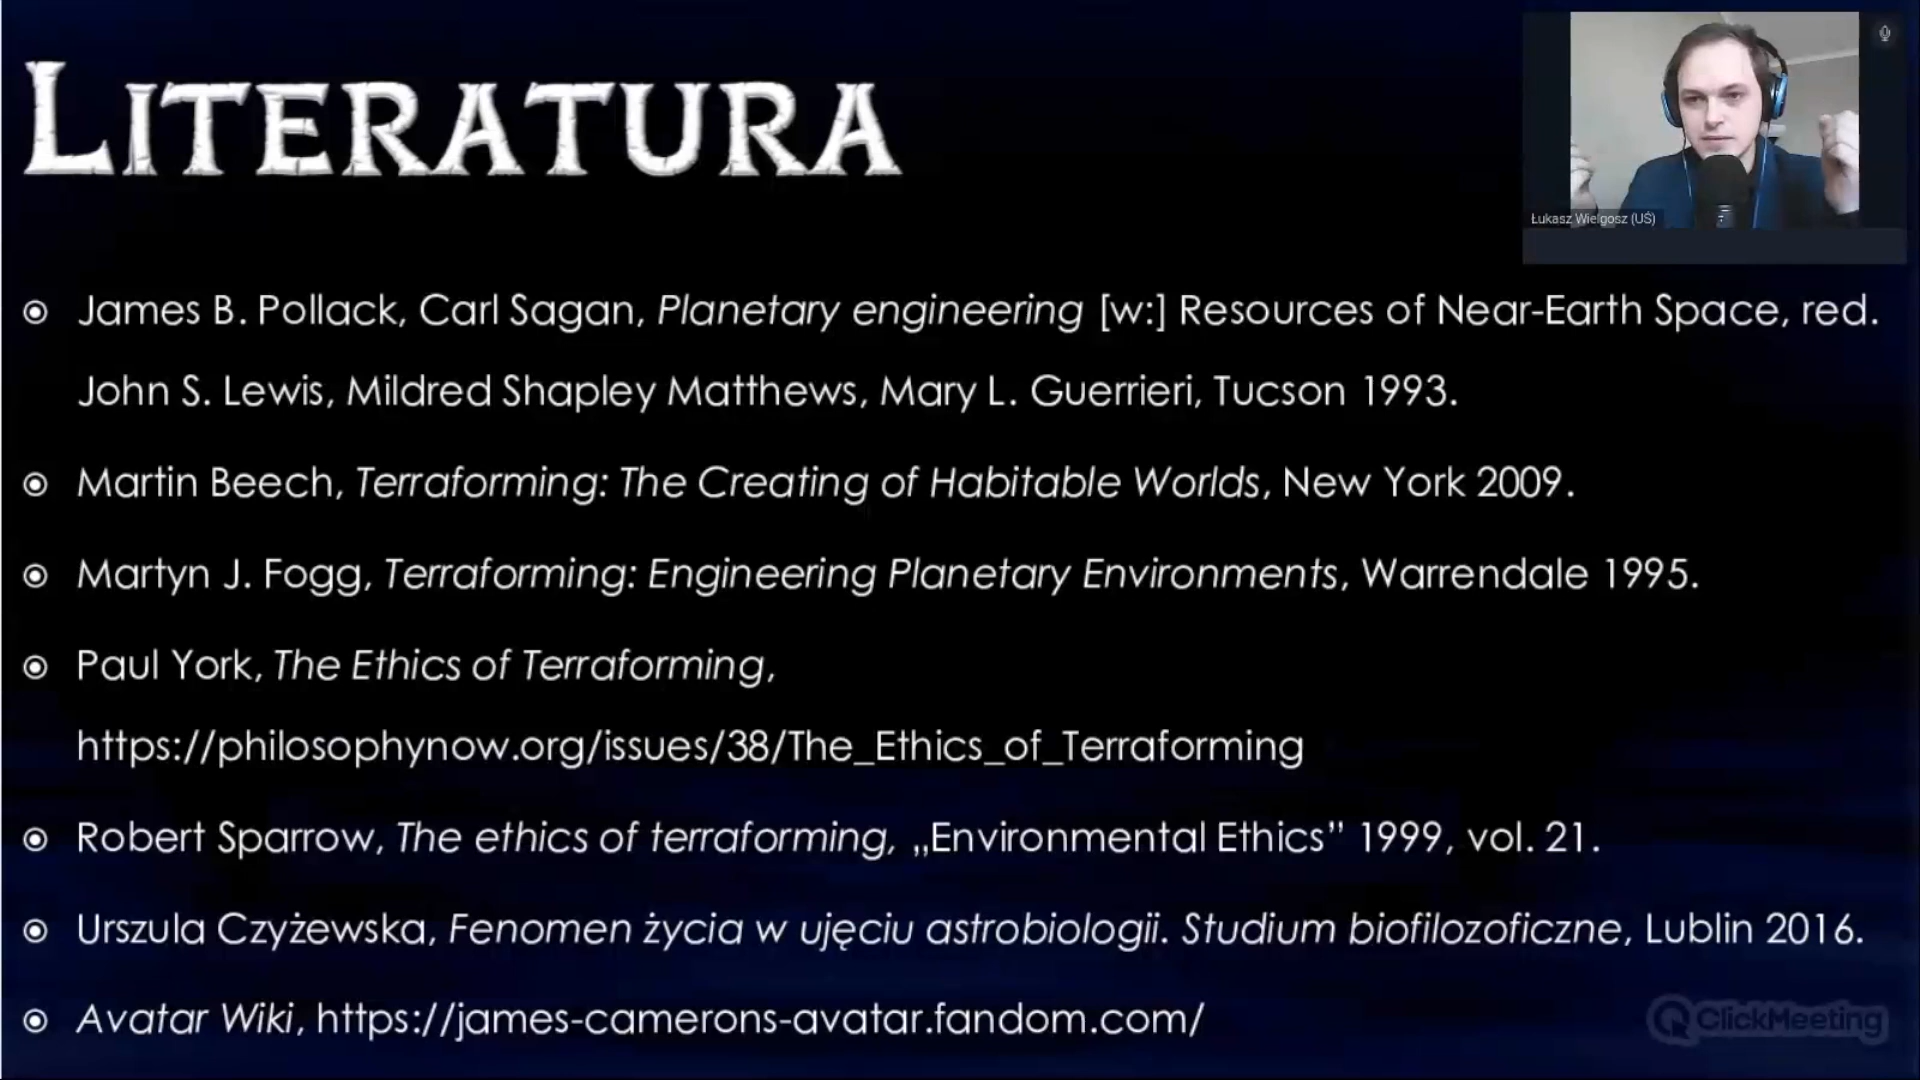 LITERATURA
Łukasz Wielgosz (UŚ)
James B. Pollack, Carl Sagan, Planetary engineering [w:] Resources of Near-Earth Space, red.
John S. Lewis, Mildred Shapley Matthews, Mary L. Guerrieri, Tucson 1993.
Martin Beech, Terraforming: The Creating of Habitable Worlds, New York 2009.
Martyn J. Fogg, Terraforming: Engineering Planetary Environments, Warrendale 1995.
Paul York, The Ethics of Terraforming,
https://philosophynow.org/issues/38/The_Ethics_of_Terraforming
Robert Sparrow, The ethics of terraforming, „Environmental Ethics” 1999, vol. 21.
Urszula Czyżewska, Fenomen życia w ujęciu astrobiologii. Studium biofilozoficzne, Lublin 2016.
Avatar Wiki, https://james-camerons-avatar.fandom.com/
ClickMeeting